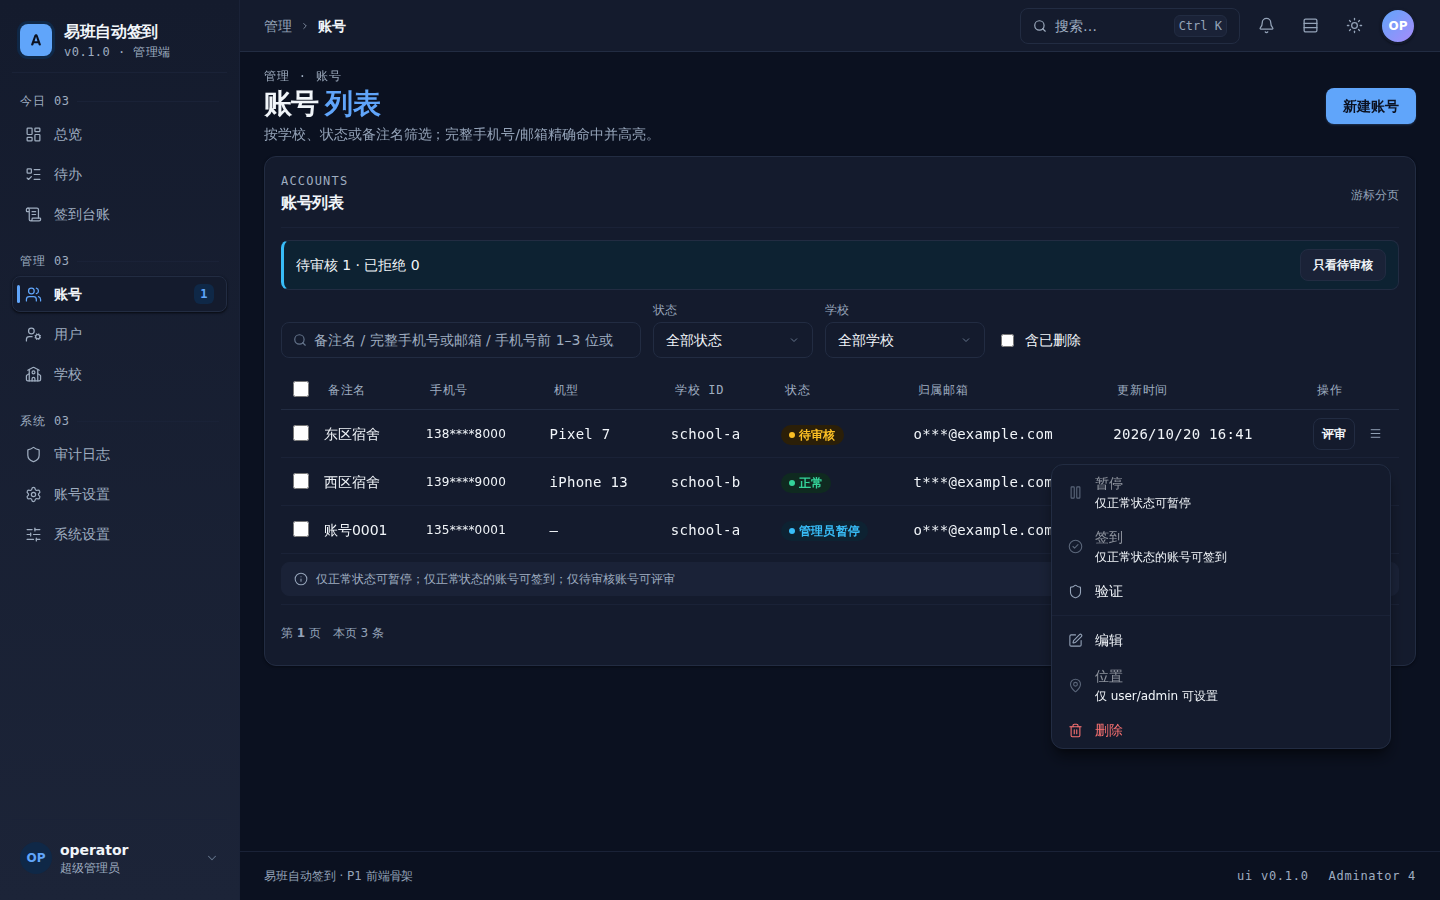 A
易班自动签到
v0.1.0 · 管理端
今日 03
总览
待办
签到台账
管理 03
账号 1
用户
学校
系统 03
审计日志
账号设置
系统设置
OP
operator
超级管理员
管理 › 账号
搜索… Ctrl K
OP
管理 · 账号
账号 列表
按学校、状态或备注名筛选；完整手机号/邮箱精确命中并高亮。
新建账号
ACCOUNTS
账号列表
游标分页
待审核 1 · 已拒绝 0
只看待审核
状态
学校
备注名 / 完整手机号或邮箱 / 手机号前 1–3 位或
全部状态
全部学校
含已删除
备注名 手机号 机型 学校 ID 状态 归属邮箱 更新时间 操作
东区宿舍 138****8000 Pixel 7 school-a 待审核 o***@example.com 2026/10/20 16:41 评审
西区宿舍 139****9000 iPhone 13 school-b 正常 t***@example.com
账号0001 135****0001 — school-a 管理员暂停 o***@example.com
仅正常状态可暂停；仅正常状态的账号可签到；仅待审核账号可评审
第 1 页 本页 3 条
暂停
仅正常状态可暂停
签到
仅正常状态的账号可签到
验证
编辑
位置
仅 user/admin 可设置
删除
易班自动签到 · P1 前端骨架
ui v0.1.0 Adminator 4